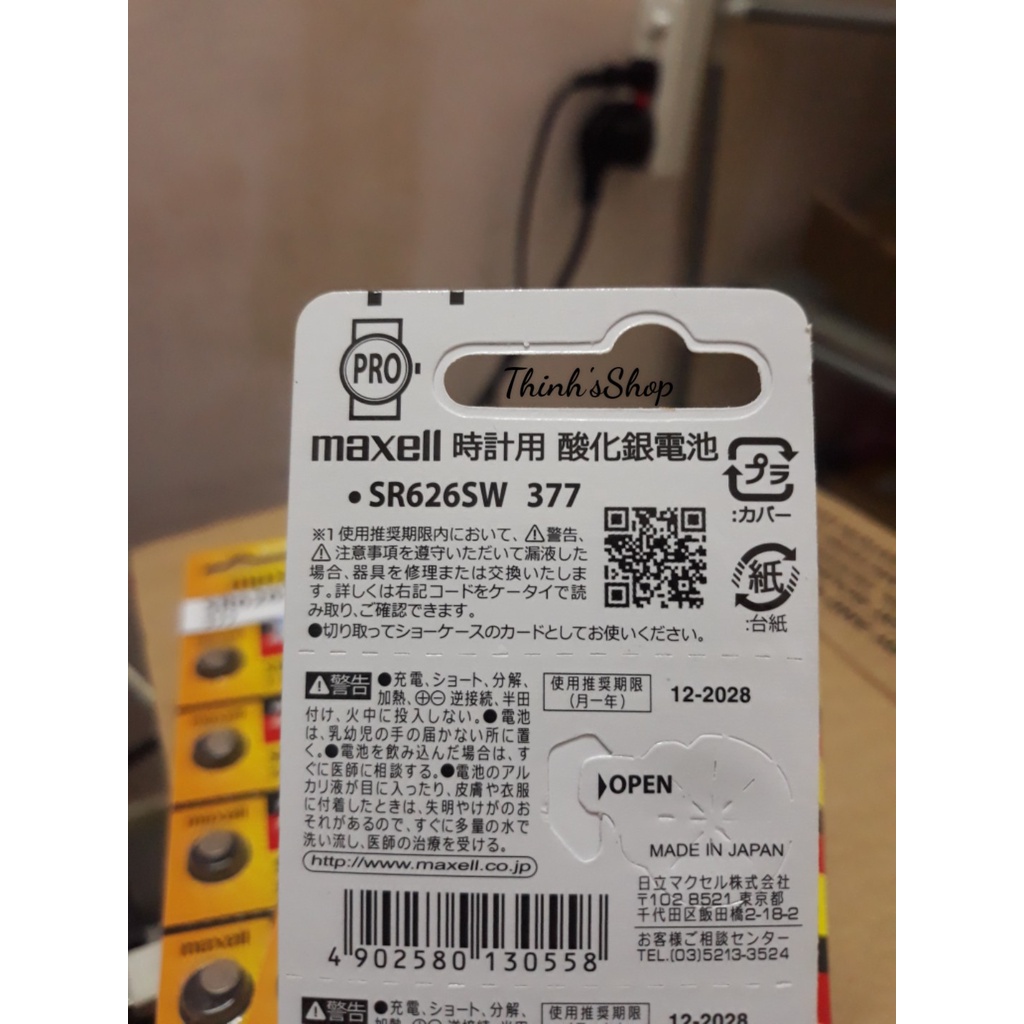 PRO
Thinh'sShop
maxell 時計用 酸化銀電池
プラ
:カバー
• SR626SW 377
※1 使用推奨期限内において、⚠警告、
⚠注意事項を遵守いただいて漏液した
場合、器具を修理または交換いたしま
す。詳しくは右記コードをケータイで読
み取り、ご確認できます。
紙
:台紙
●切り取ってショーケースのカードとしてお使いください。
⚠警告 ●充電、ショート、分解、
加熱、⊕⊖逆接続、半田
付け、火中に投入しない。●電池
は、乳幼児の手の届かない所に置
く。●電池を飲み込んだ場合は、す
ぐに医師に相談する。●電池のアル
カリ液が目に入ったり、皮膚や衣服
に付着したときは、失明やけがのお
それがあるので、すぐに多量の水で
洗い流し、医師の治療を受ける。
http://www.maxell.co.jp
使用推奨期限
(月一年)
12-2028
OPEN
MADE IN JAPAN
日立マクセル株式会社
〒102 8521 東京都
千代田区飯田橋2-18-2
お客様ご相談センター
TEL.(03)5213-3524
4 902580 130558
⚠警告 ●充電、ショート、分解、
加熱、⊕⊖逆接続、半田
使用推奨期限
12-2028
maxell
maxell